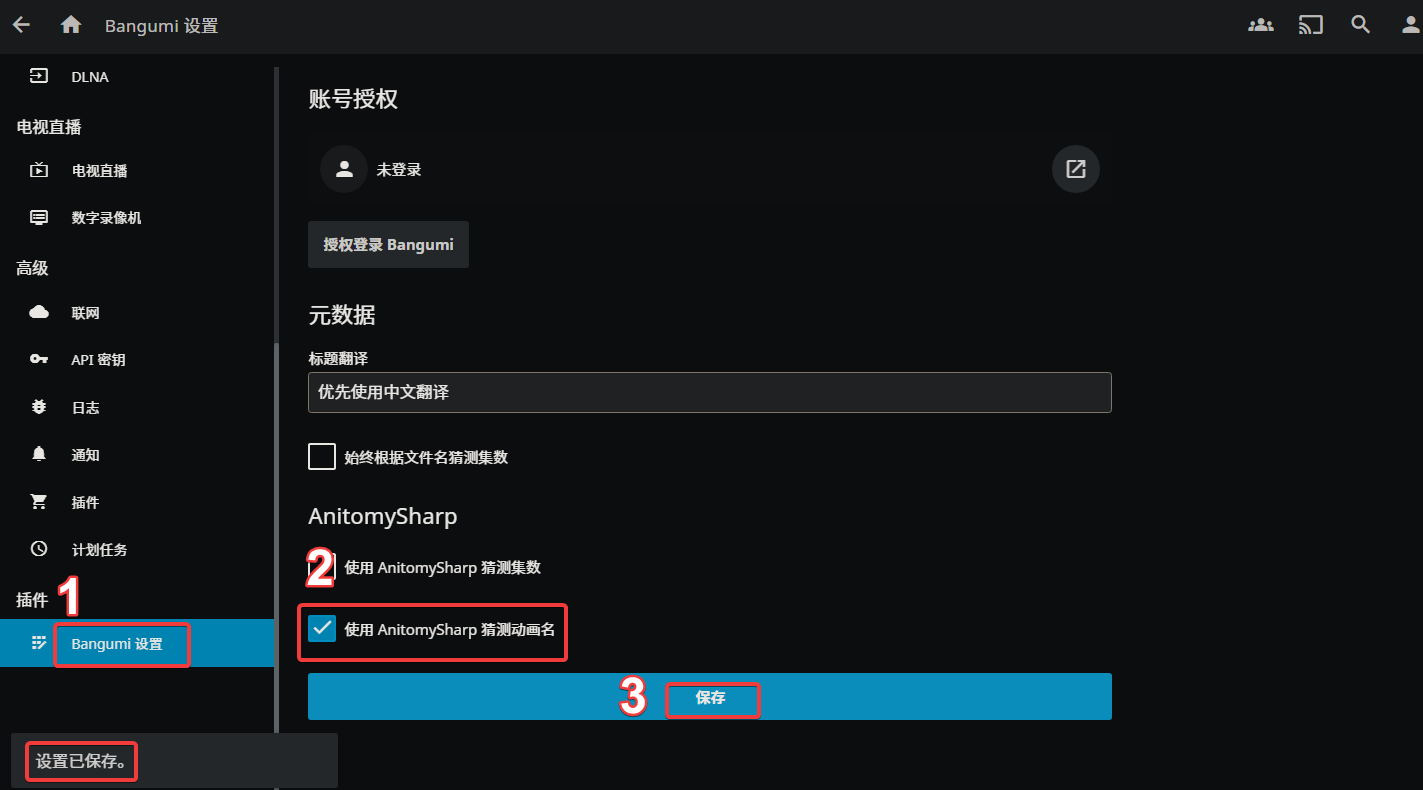 Bangumi 设置
DLNA
电视直播
电视直播
数字录像机
高级
联网
API 密钥
日志
通知
插件
计划任务
插件
1
Bangumi 设置
设置已保存。
账号授权
未登录
授权登录 Bangumi
元数据
标题翻译
优先使用中文翻译
始终根据文件名猜测集数
AnitomySharp
2
使用 AnitomySharp 猜测集数
使用 AnitomySharp 猜测动画名
3
保存